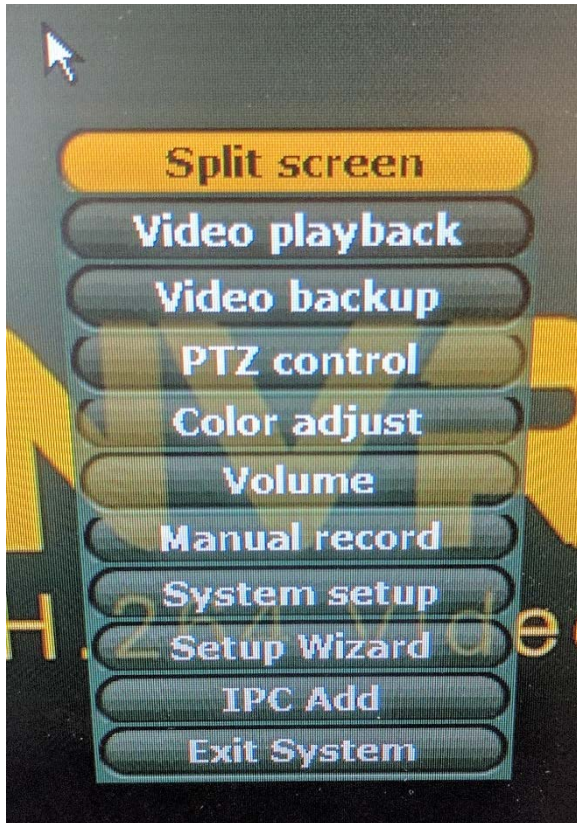 Split screen
Video playback
Video backup
PTZ control
Color adjust
Volume
Manual record
System setup
Setup Wizard
IPC Add
Exit System
NVR
H.264 Vide